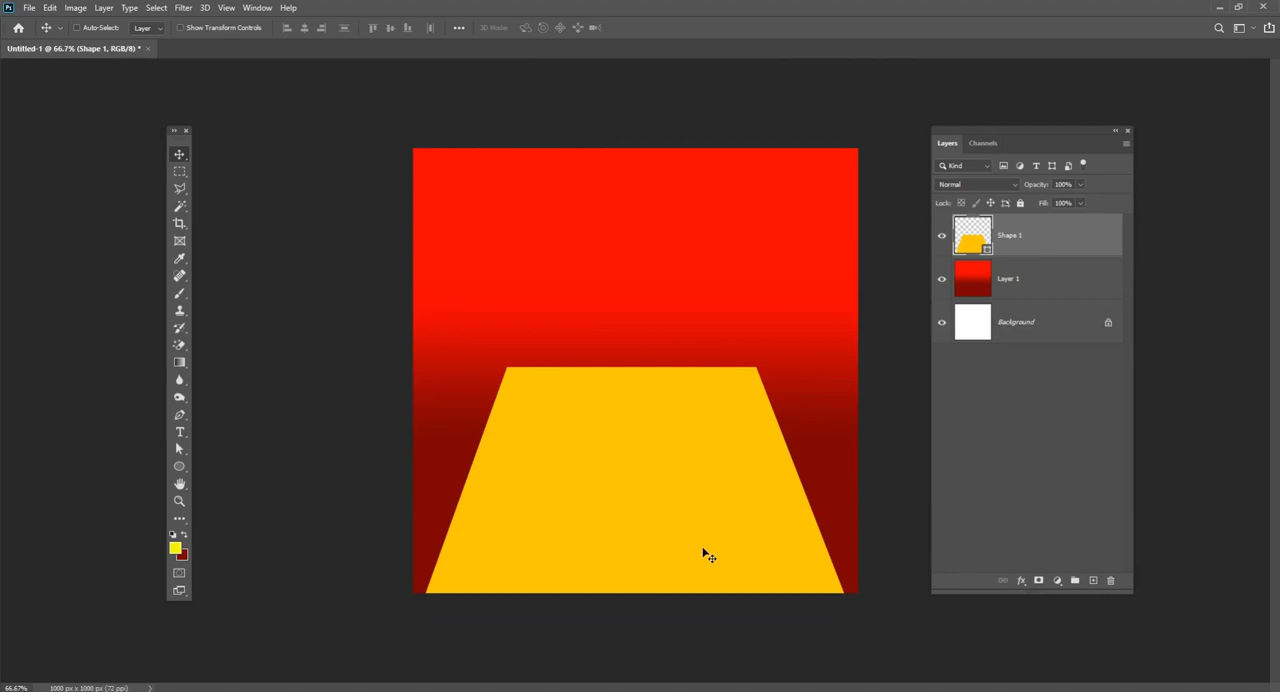 Ps File Edit Image Layer Type Select Filter 3D View Window Help
Auto-Select: Layer Show Transform Controls 3D Mode:
Untitled-1 @ 66.7% (Shape 1, RGB/8) *
Layers Channels
Kind
Normal Opacity: 100%
Lock: Fill: 100%
Shape 1
Layer 1
Background
T
fx
66.67% 1000 px x 1000 px (72 ppi)